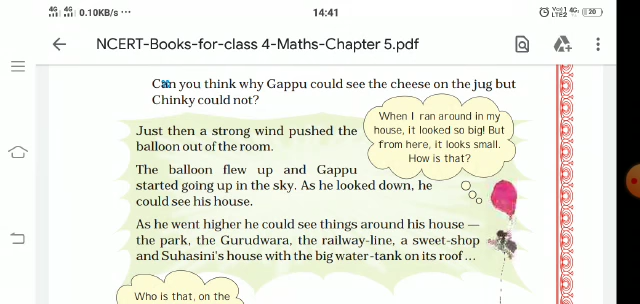 4G 4G 0.10KB/s ••• 14:41 Vo) 1 4G LTE2 20
NCERT-Books-for-class 4-Maths-Chapter 5.pdf
Can you think why Gappu could see the cheese on the jug but
Chinky could not?
When I ran around in my
house, it looked so big! But
from here, it looks small.
How is that?
Just then a strong wind pushed the
balloon out of the room.
The balloon flew up and Gappu
started going up in the sky. As he looked down, he
could see his house.
As he went higher he could see things around his house —
the park, the Gurudwara, the railway-line, a sweet-shop
and Suhasini's house with the big water-tank on its roof ...
Who is that, on the